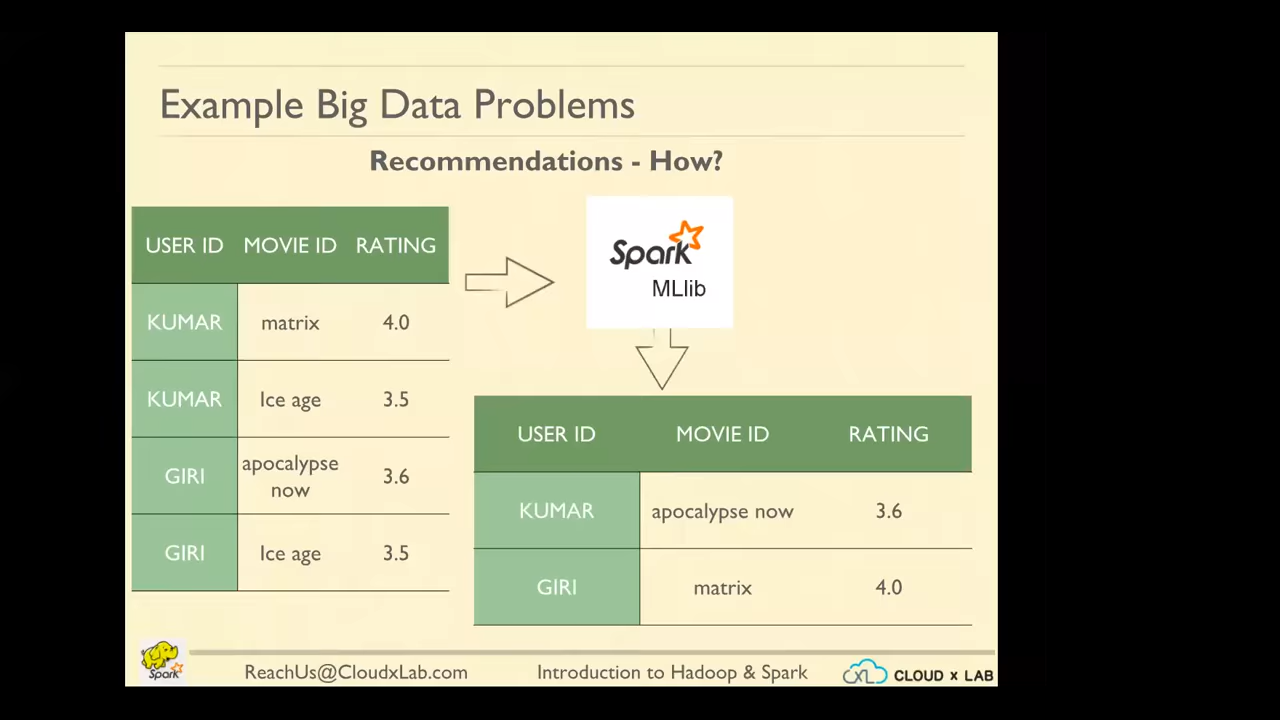 Example Big Data Problems
Recommendations - How?
USER ID MOVIE ID RATING
KUMAR matrix 4.0
KUMAR Ice age 3.5
GIRI apocalypse now 3.6
GIRI Ice age 3.5
Spark
MLlib
USER ID MOVIE ID RATING
KUMAR apocalypse now 3.6
GIRI matrix 4.0
Spark
ReachUs@CloudxLab.com
Introduction to Hadoop & Spark
XL
CLOUD x LAB